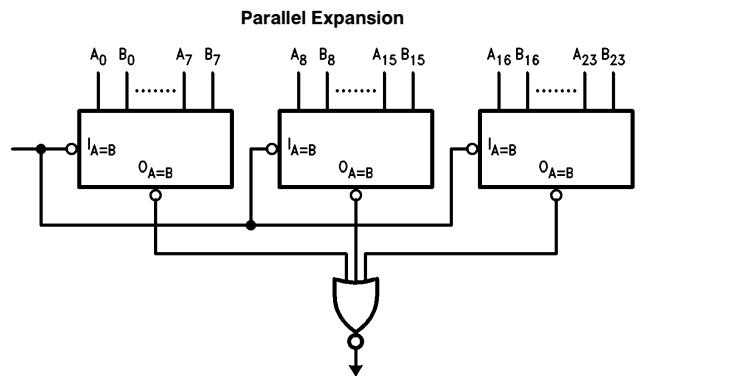 Parallel Expansion
A0 B0 ........ A7 B7 A8 B8 ........ A15 B15 A16 B16 ........ A23 B23
IA=B IA=B IA=B
OA=B OA=B OA=B